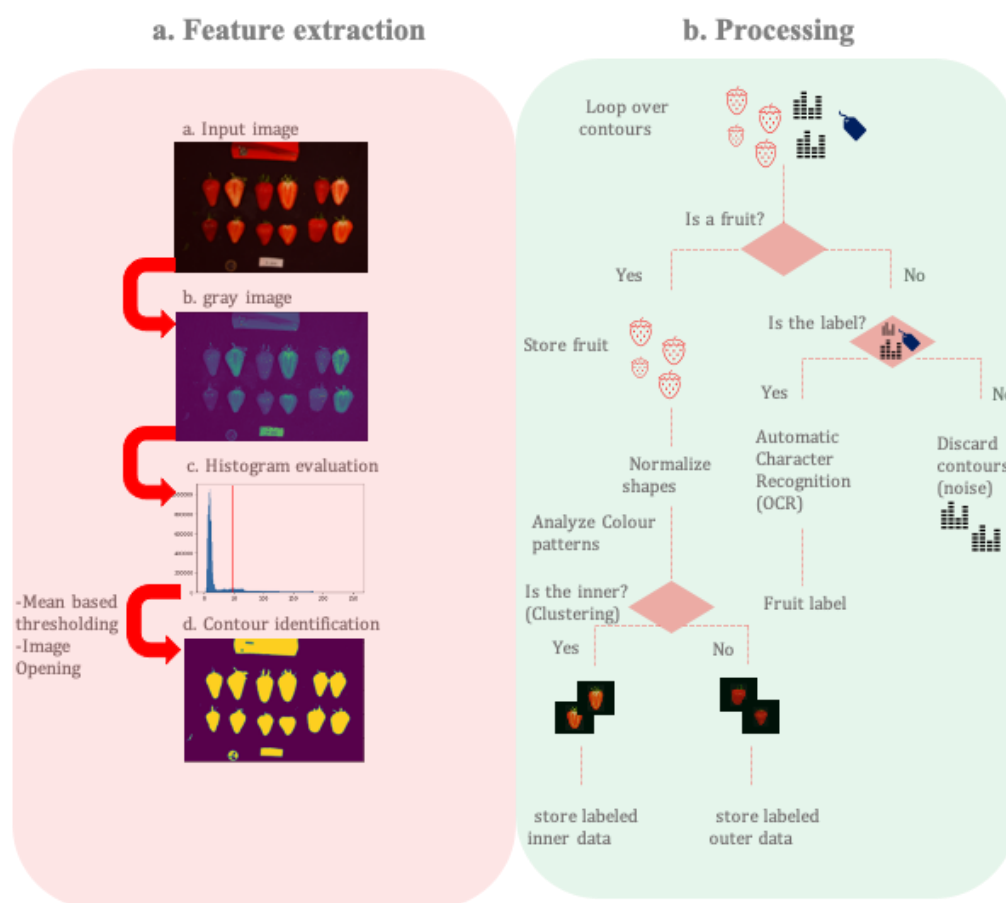 a. Feature extraction
b. Processing
a. Input image
b. gray image
c. Histogram evaluation
-Mean based
thresholding
-Image
Opening
d. Contour identification
Loop over
contours
Is a fruit?
Yes
No
Store fruit
Is the label?
Yes
No
Normalize
shapes
Automatic
Character
Recognition
(OCR)
Discard
contours
(noise)
Analyze Colour
patterns
Is the inner?
(Clustering)
Fruit label
Yes
No
store labeled
inner data
store labeled
outer data